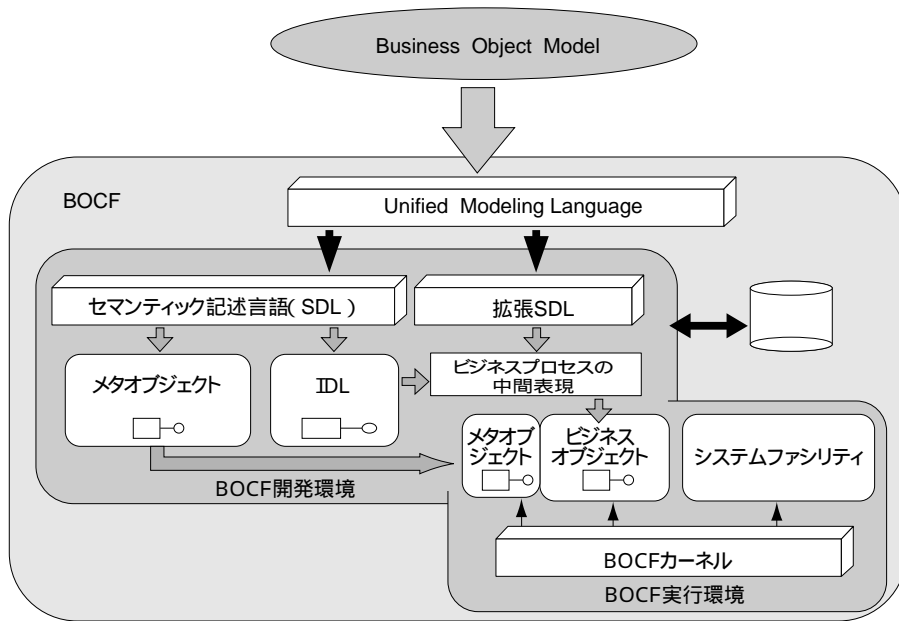 Business Object Model
BOCF
Unified Modeling Language
セマンティック記述言語( SDL )
拡張SDL
メタオブジェクト
IDL
ビジネスプロセスの
中間表現
メタオブ
ジェクト
ビジネス
オブジェクト
システムファシリティ
BOCF開発環境
BOCFカーネル
BOCF実行環境